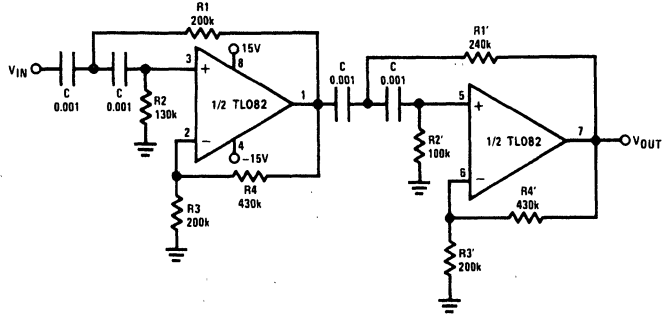 R1
200k
15V
3
8
+
VIN
C
0.001
C
0.001
R2
130k
1/2 TL082
1
2
−
4
−15V
R4
430k
R3
200k
C
0.001
C
0.001
R1'
240k
5
+
R2'
100k
1/2 TL082
7
VOUT
6
−
R4'
430k
R3'
200k